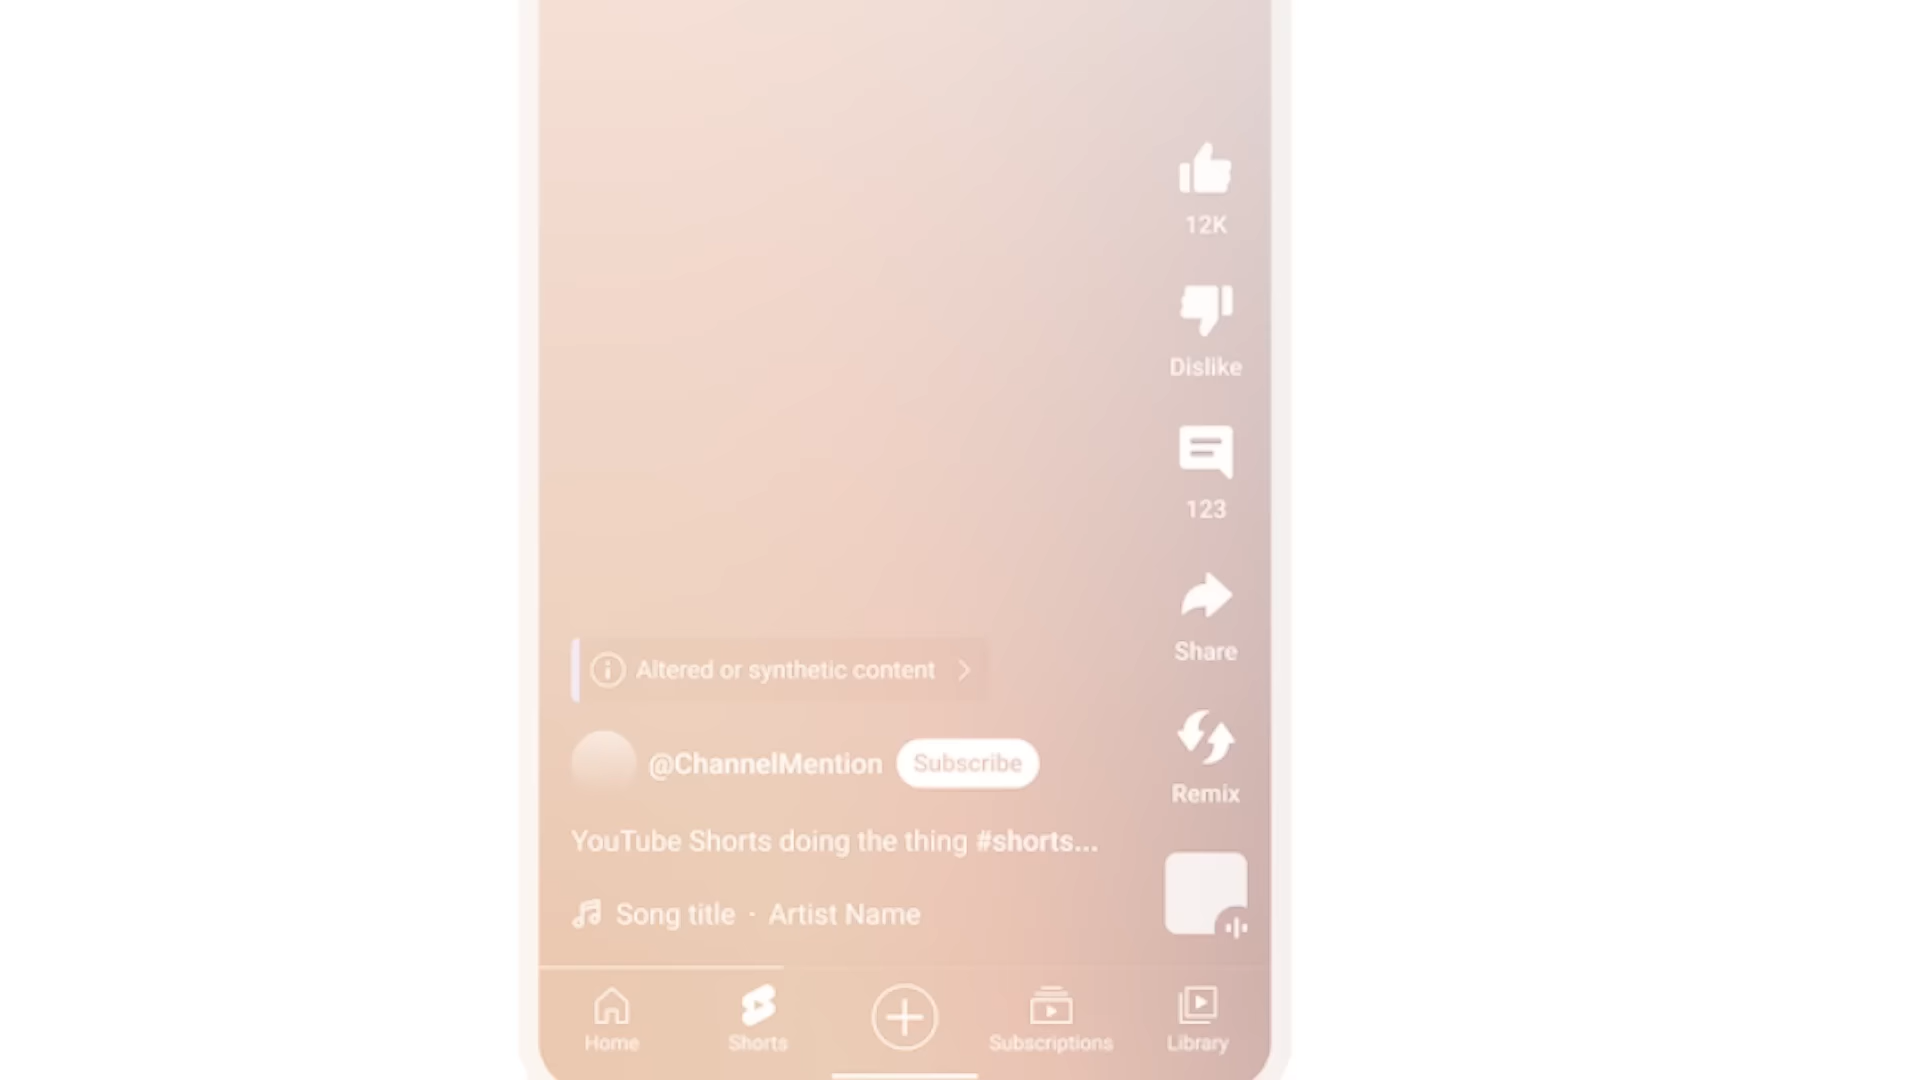 12K
Dislike
123
Share
Altered or synthetic content
@ChannelMention Subscribe
Remix
YouTube Shorts doing the thing #shorts...
Song title · Artist Name
Home Shorts Subscriptions Library